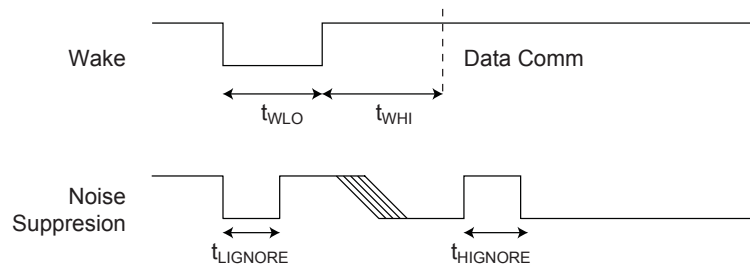 Wake
Data Comm
tWLO
tWHI
Noise
Suppresion
tLIGNORE
tHIGNORE